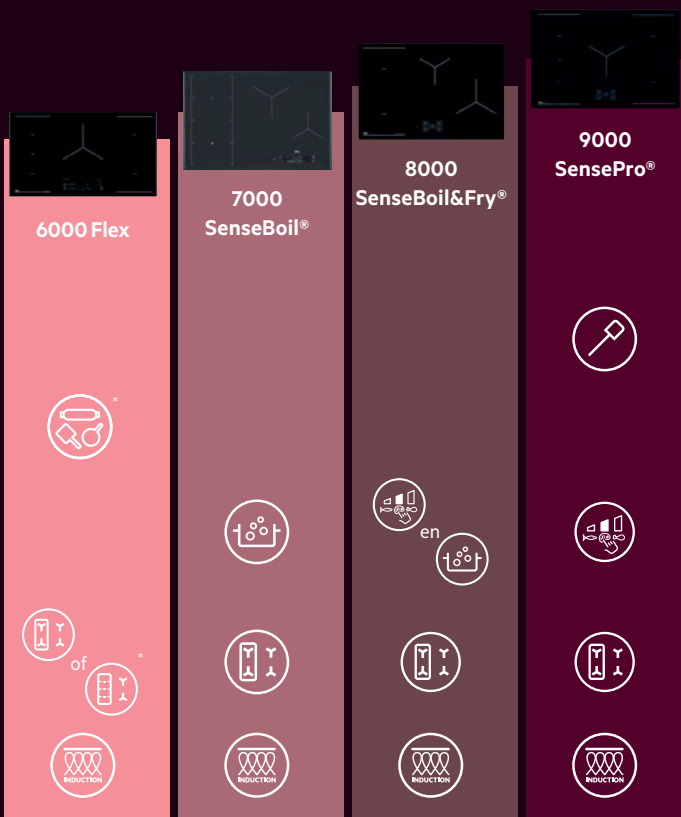 9000
SensePro®
8000
SenseBoil&Fry®
7000
SenseBoil®
6000 Flex
*
en
of
*
INDUCTION
INDUCTION
INDUCTION
INDUCTION